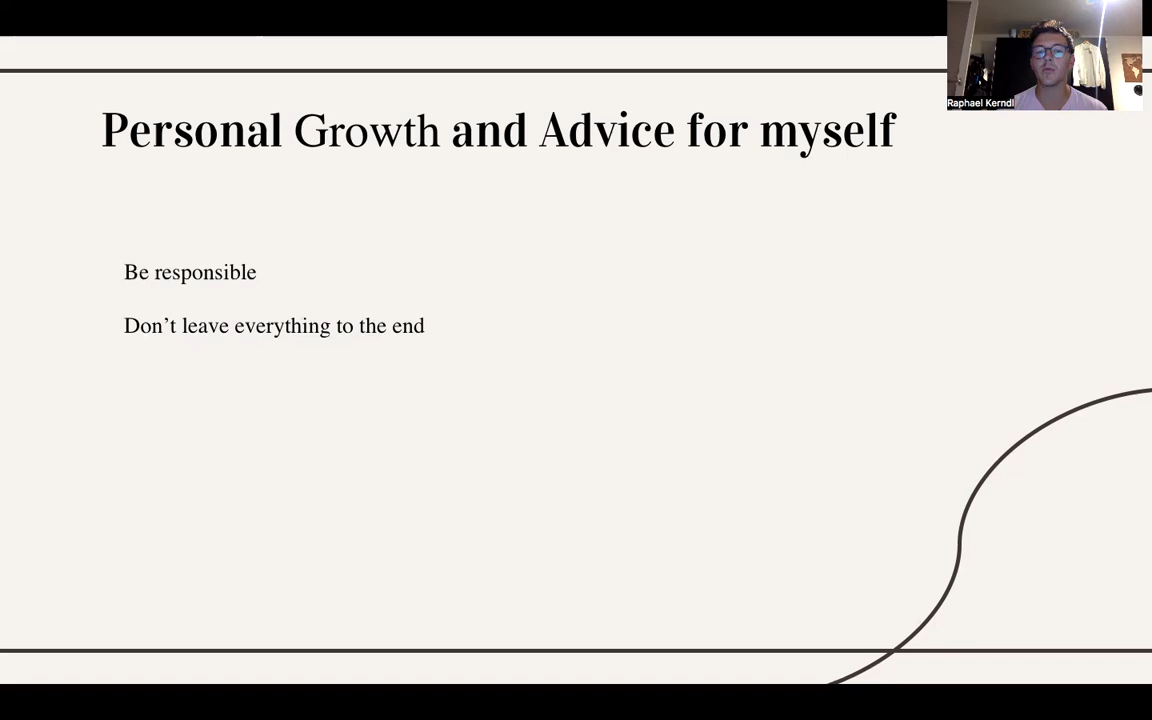 Personal Growth and Advice for myself
Raphael Kerndl
Be responsible
Don’t leave everything to the end